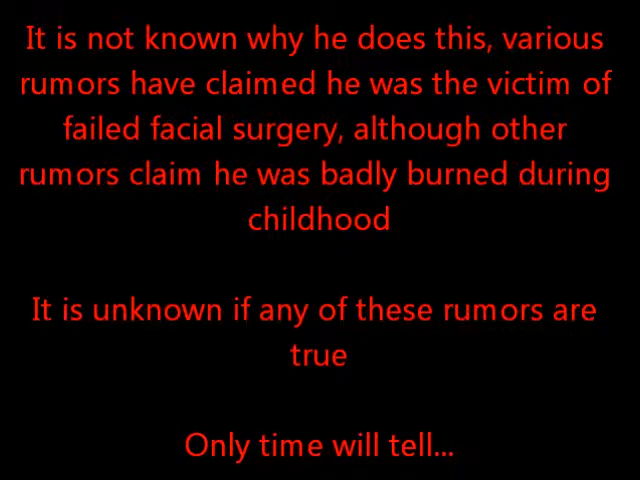 It is not known why he does this, various
rumors have claimed he was the victim of
failed facial surgery, although other
rumors claim he was badly burned during
childhood
It is unknown if any of these rumors are
true
Only time will tell...